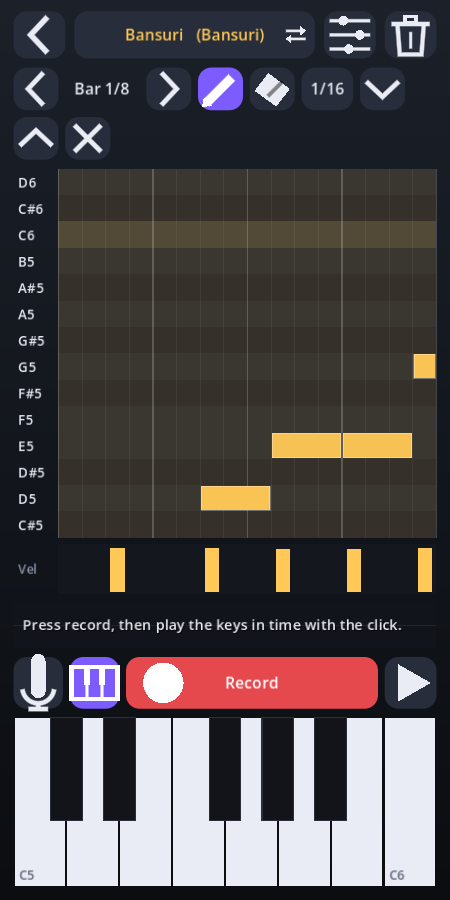 Bansuri (Bansuri)
Bar 1/8
1/16
D6
C#6
C6
B5
A#5
A5
G#5
G5
F#5
F5
E5
D#5
D5
C#5
Vel
Press record, then play the keys in time with the click.
Record
C5 C6